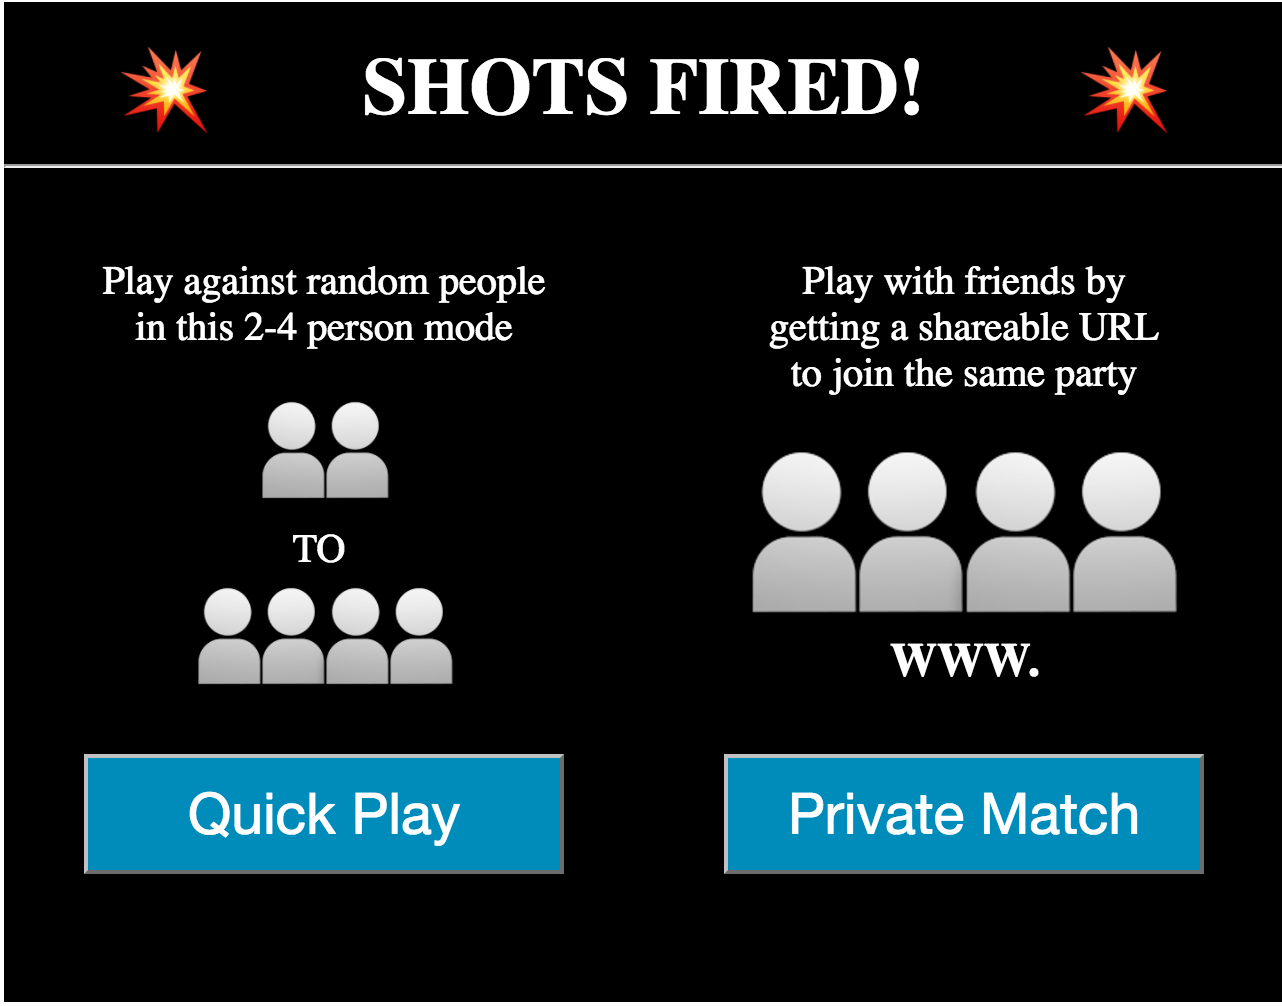 SHOTS FIRED!
Play against random people
in this 2-4 person mode
TO
Quick Play
Play with friends by
getting a shareable URL
to join the same party
www.
Private Match